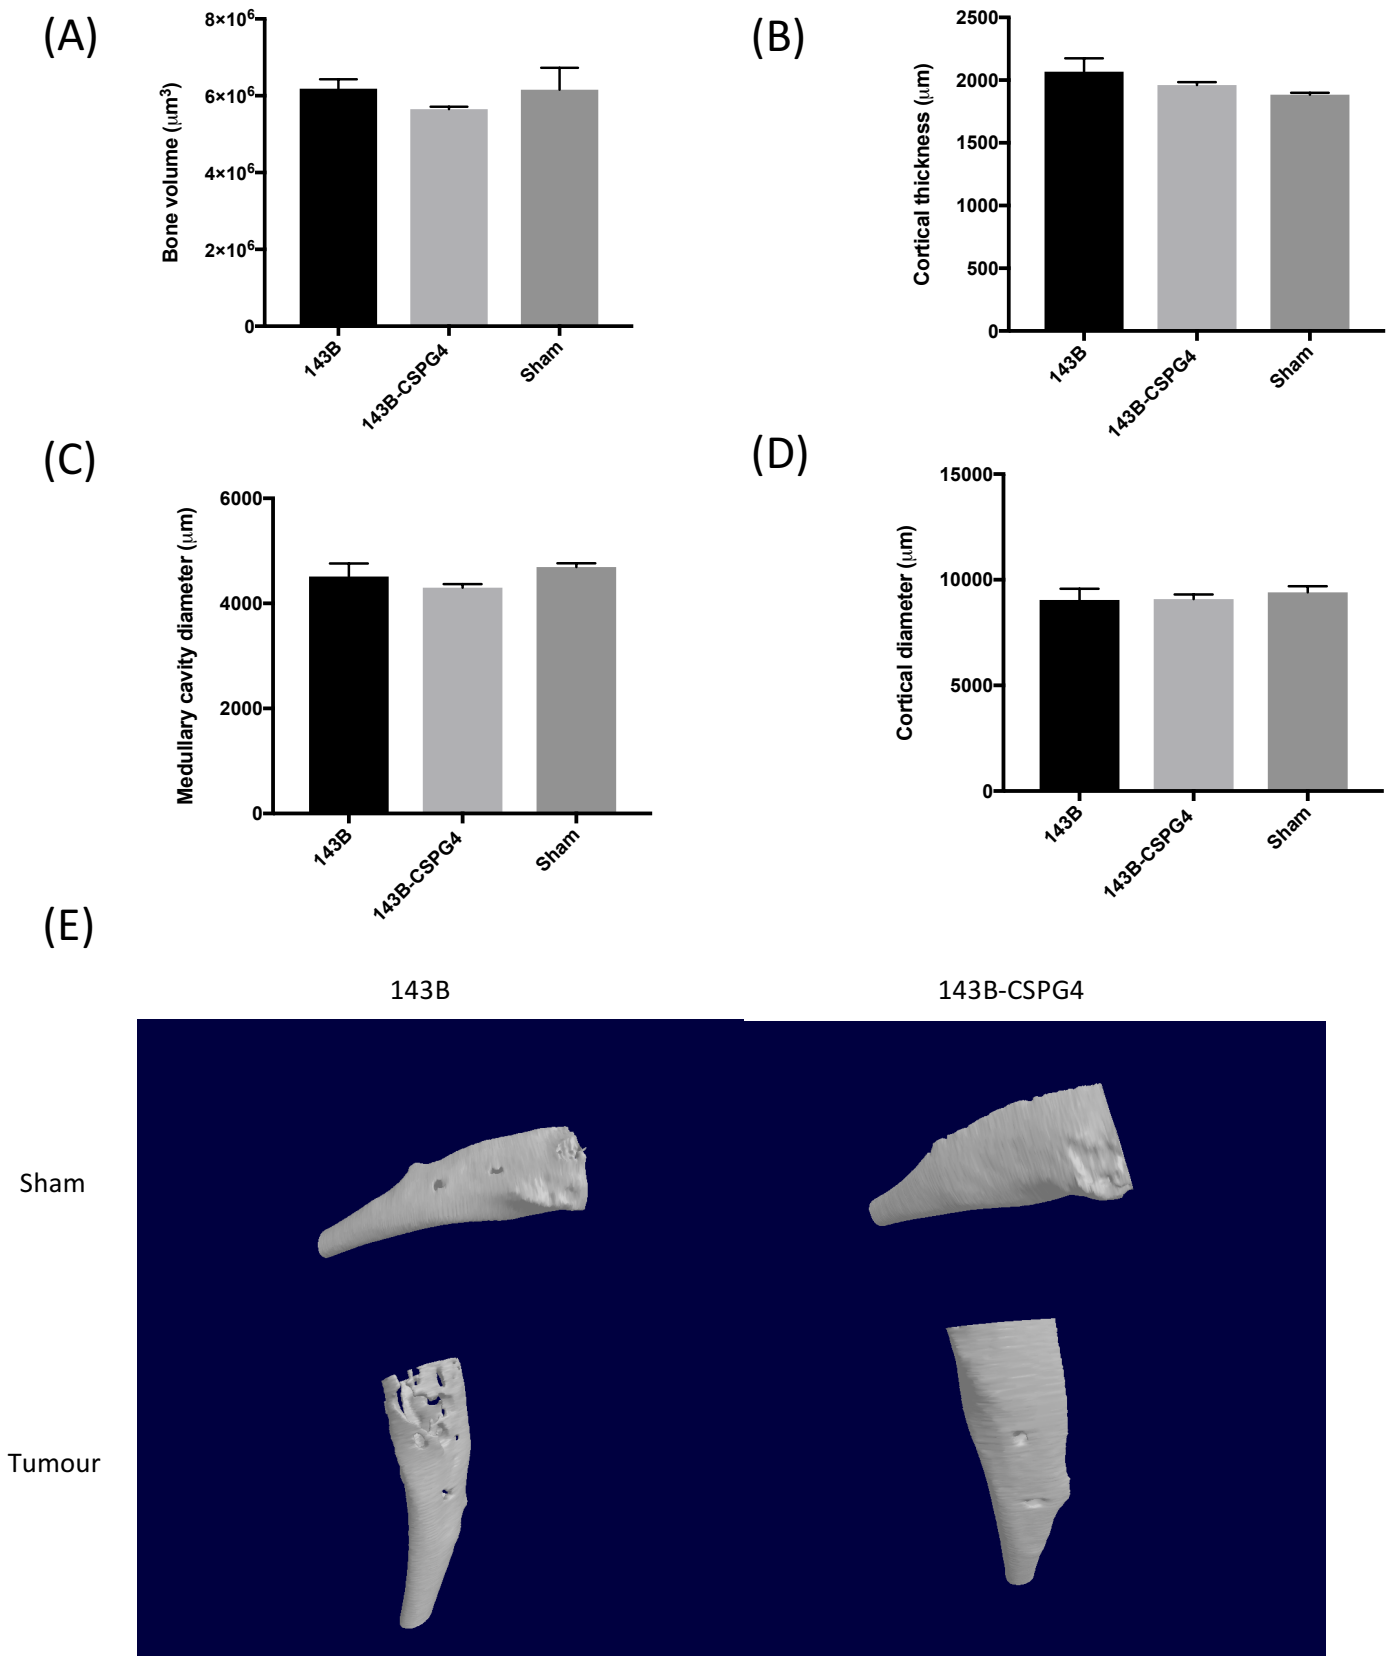 (A)
Bone volume (μm³)
8×10⁶
6×10⁶
4×10⁶
2×10⁶
0
143B
143B-CSPG4
Sham
(B)
Cortical thickness (μm)
2500
2000
1500
1000
500
0
143B
143B-CSPG4
Sham
(C)
Medullary cavity diameter (μm)
6000
4000
2000
0
143B
143B-CSPG4
Sham
(D)
Cortical diameter (μm)
15000
10000
5000
0
143B
143B-CSPG4
Sham
(E)
143B
143B-CSPG4
Sham
Tumour